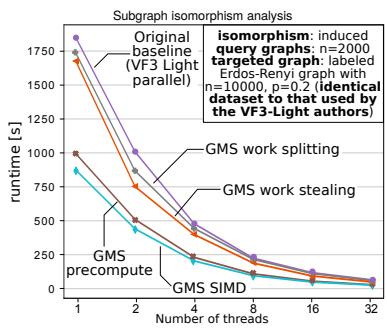 Subgraph isomorphism analysis
isomorphism: induced
query graphs: n=2000
targeted graph: labeled
Erdos-Renyi graph with
n=10000, p=0.2 (identical
dataset to that used by
the VF3-Light authors)
Original
baseline
(VF3 Light
parallel)
GMS work splitting
GMS work stealing
GMS
precompute
GMS SIMD
runtime [s]
1750
1500
1250
1000
750
500
250
0
1 2 4 8 16 32
Number of threads